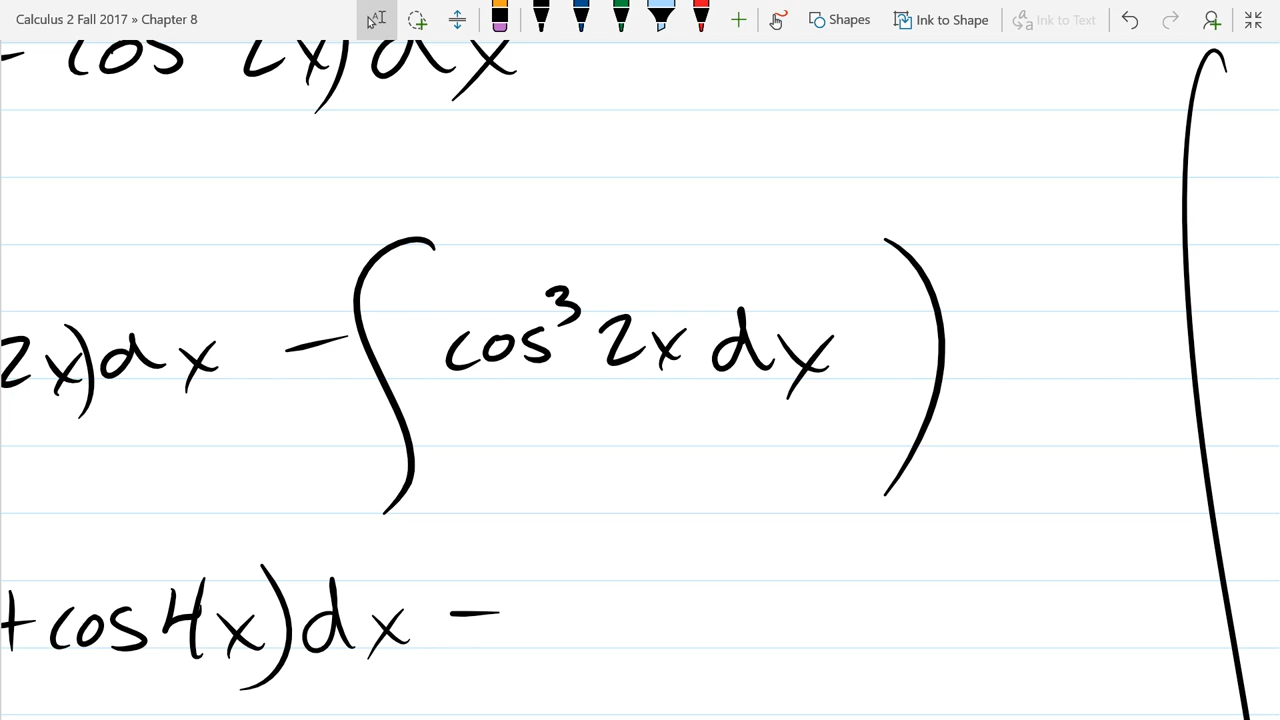 Calculus 2 Fall 2017 » Chapter 8 Shapes Ink to Shape Ink to Text
- cos 2x) dx
2x) dx - ∫ cos³ 2x dx )
+ cos 4x) dx -